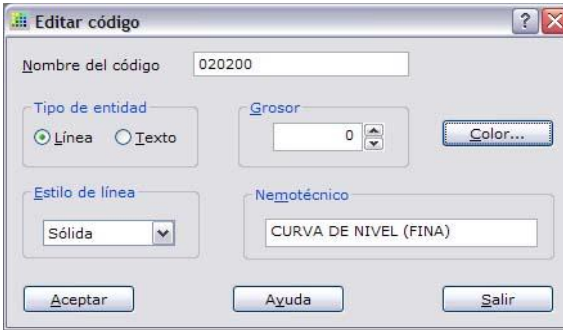 Editar código
Nombre del código 020200
Tipo de entidad
Línea Texto
Grosor
0
Color...
Estilo de línea
Sólida
Nemotécnico
CURVA DE NIVEL (FINA)
Aceptar Ayuda Salir